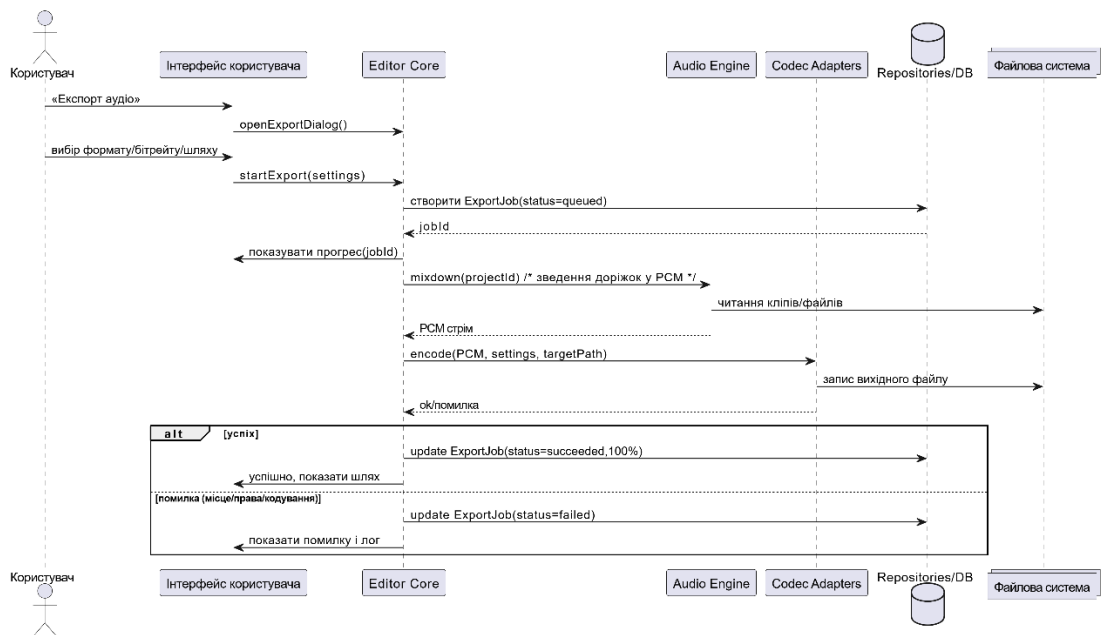 Користувач
Інтерфейс користувача
Editor Core
Audio Engine
Codec Adapters
Repositories/DB
Файлова система
«Експорт аудіо»
openExportDialog()
вибір формату/бітрейту/шляху
startExport(settings)
створити ExportJob(status=queued)
jobId
показувати прогрес(jobId)
mixdown(projectId) /* зведення доріжок у PCM */
читання кліпів/файлів
PCM стрім
encode(PCM, settings, targetPath)
запис вихідного файлу
ok/помилка
alt [успіх]
update ExportJob(status=succeeded,100%)
успішно, показати шлях
[помилка (місце/права/кодування)]
update ExportJob(status=failed)
показати помилку і лог
Користувач
Інтерфейс користувача
Editor Core
Audio Engine
Codec Adapters
Repositories/DB
Файлова система